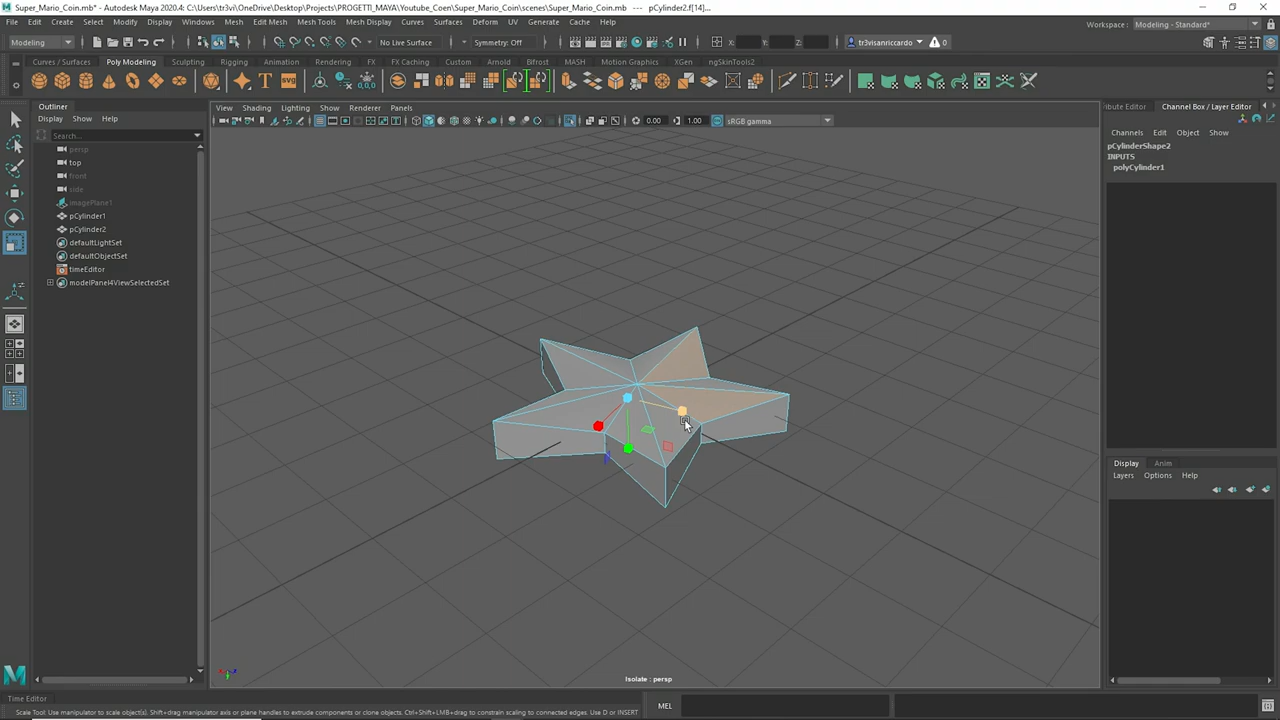 Super_Mario_Coin.mb* - Autodesk Maya 2020.4: C:\Users\tr3vi\OneDrive\Desktop\Projects\PROGETTI_MAYA\Youtube_Coen\Super_Mario_Coin\scenes\Super_Mario_Coin.mb --- pCylinder2.f[14]...
File Edit Create Select Modify Display Windows Mesh Edit Mesh Mesh Tools Mesh Display Curves Surfaces Deform UV Generate Cache Help
Workspace : Modeling - Standard*
Modeling No Live Surface Symmetry: Off X: Y: Z: tr3visanriccardo 0
Curves / Surfaces Poly Modeling Sculpting Rigging Animation Rendering FX FX Caching Custom Arnold Bifrost MASH Motion Graphics XGen ngSkinTools2
SVG
Outliner
Display Show Help
Search...
persp
top
front
side
imagePlane1
pCylinder1
pCylinder2
defaultLightSet
defaultObjectSet
timeEditor
modelPanel4ViewSelectedSet
View Shading Lighting Show Renderer Panels
0.00 1.00 sRGB gamma
Isolate : persp
bute Editor Channel Box / Layer Editor
Channels Edit Object Show
pCylinderShape2
INPUTS
polyCylinder1
Display Anim
Layers Options Help
Time Editor
Scale Tool: Use manipulator to scale object(s). Shift+drag manipulator axis or plane handles to extrude components or clone objects. Ctrl+Shift+LMB+drag to constrain scaling to connected edges. Use D or INSERT
MEL